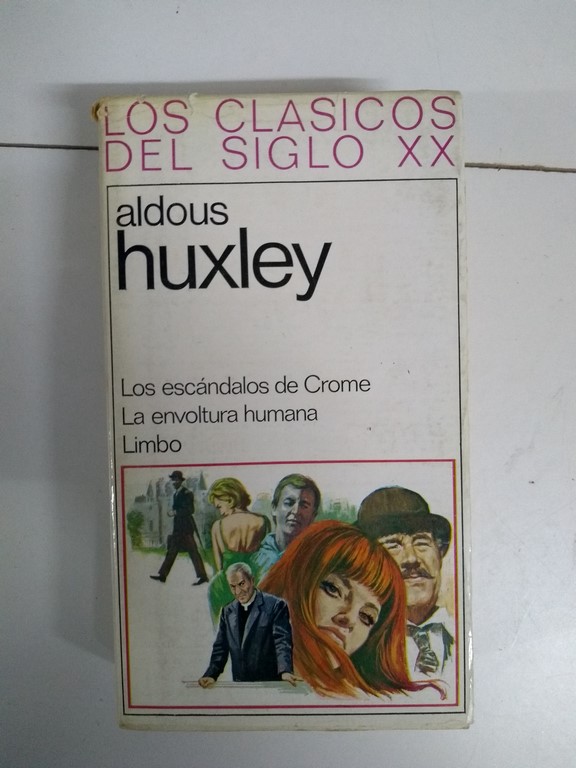 LOS CLASICOS
DEL SIGLO XX
aldous
huxley
Los escándalos de Crome
La envoltura humana
Limbo